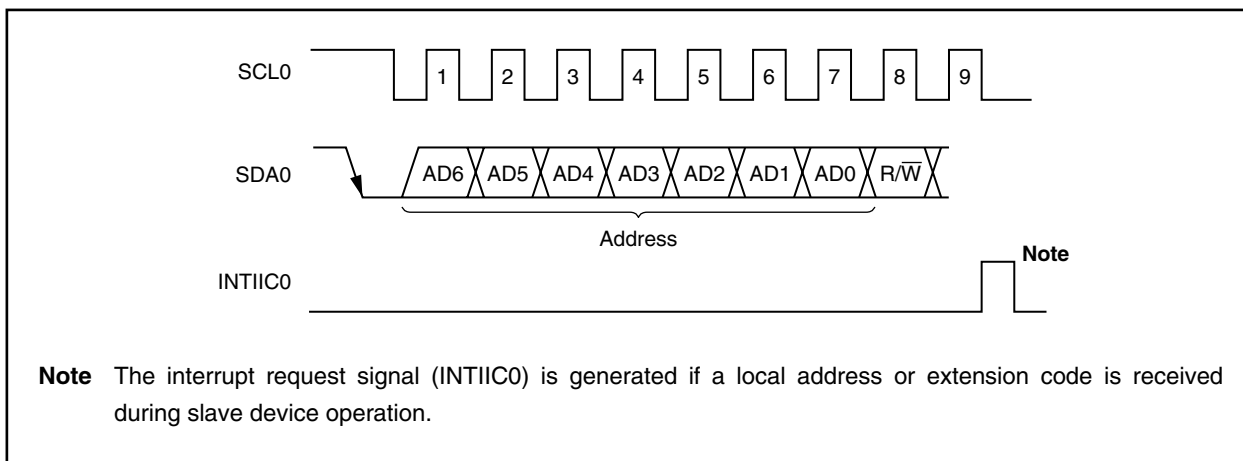 SCL0
1 2 3 4 5 6 7 8 9
SDA0
AD6 AD5 AD4 AD3 AD2 AD1 AD0 R/W̅
Address
INTIIC0
Note
Note The interrupt request signal (INTIIC0) is generated if a local address or extension code is received
during slave device operation.